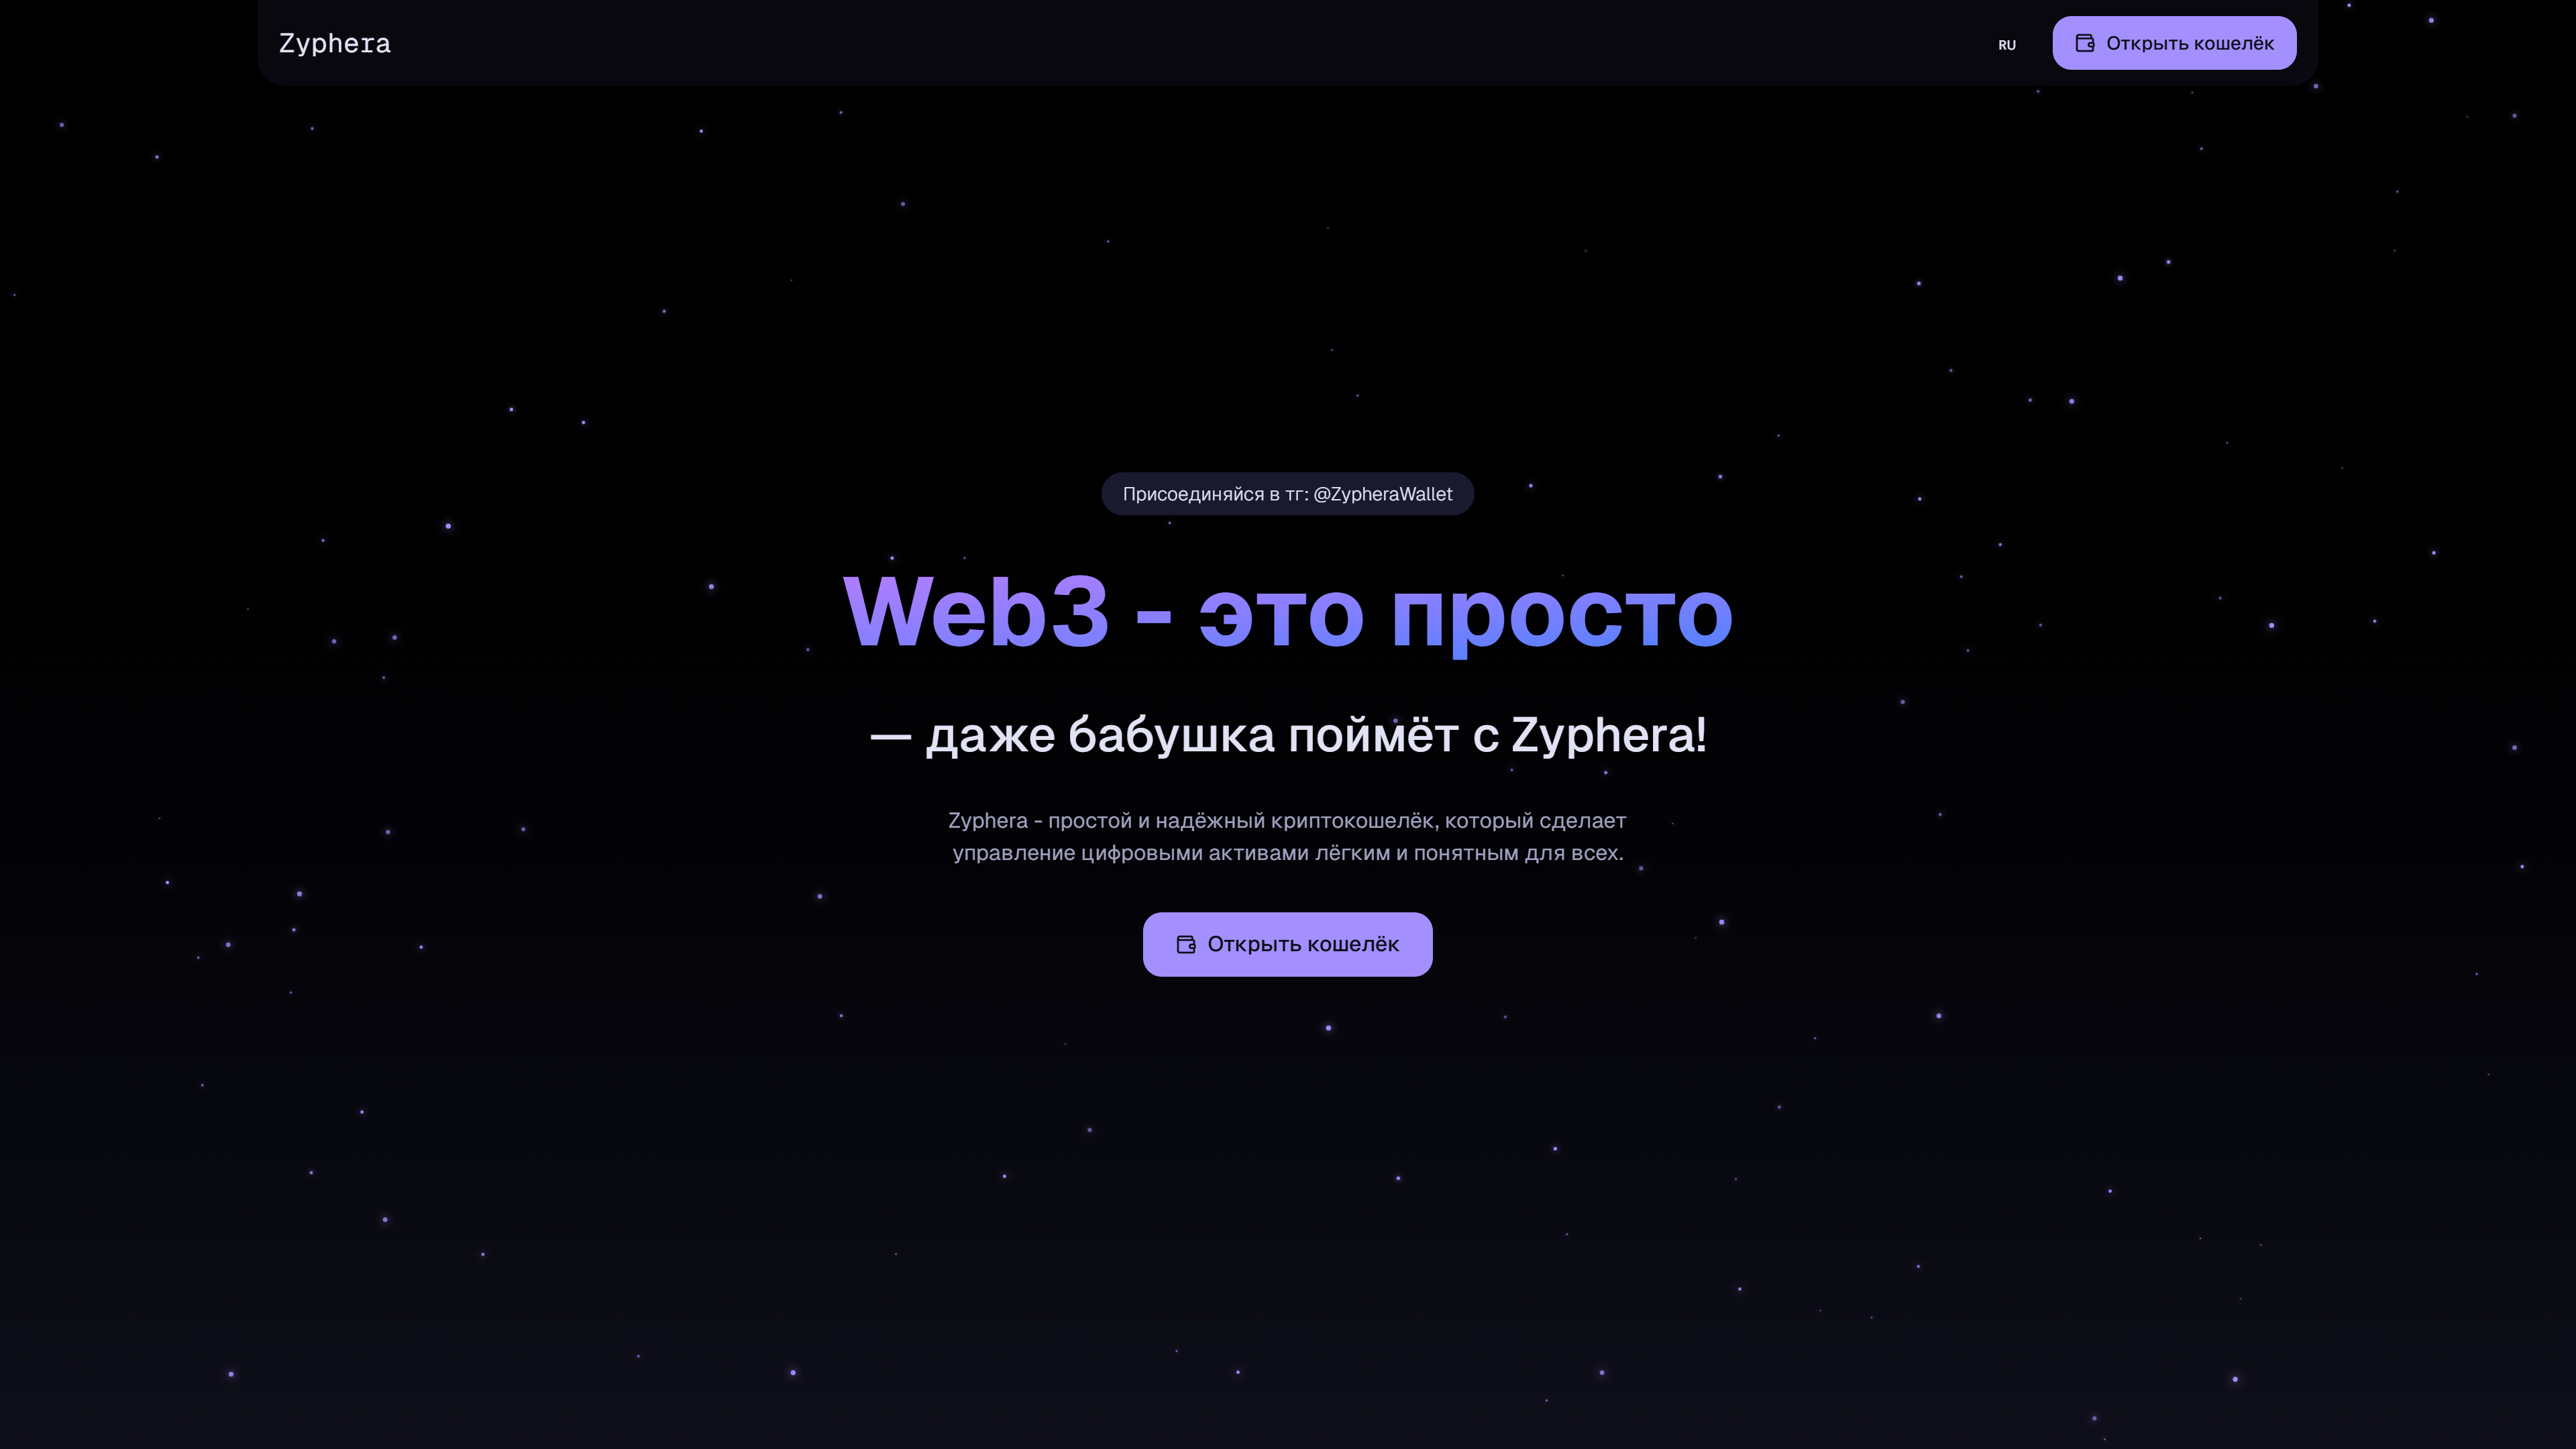 Zyphera
RU
Открыть кошелёк
Присоединяйся в тг: @ZypheraWallet
Web3 - это просто
— даже бабушка поймёт с Zyphera!
Zyphera - простой и надёжный криптокошелёк, который сделает
управление цифровыми активами лёгким и понятным для всех.
Открыть кошелёк